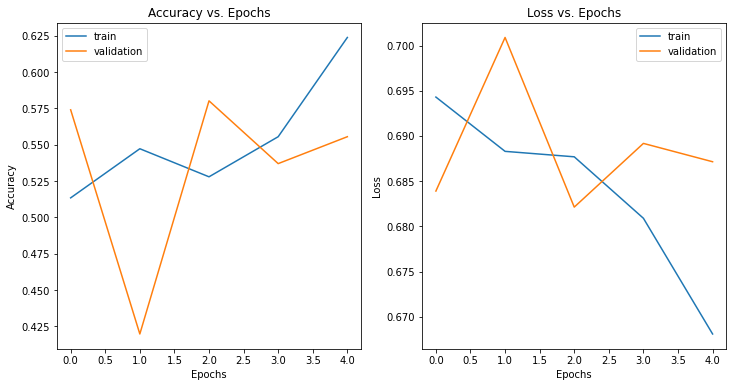 Accuracy vs. Epochs
train
validation
0.625
0.600
0.575
0.550
0.525
0.500
0.475
0.450
0.425
Accuracy
0.0 0.5 1.0 1.5 2.0 2.5 3.0 3.5 4.0
Epochs
Loss vs. Epochs
train
validation
0.700
0.695
0.690
0.685
0.680
0.675
0.670
Loss
0.0 0.5 1.0 1.5 2.0 2.5 3.0 3.5 4.0
Epochs